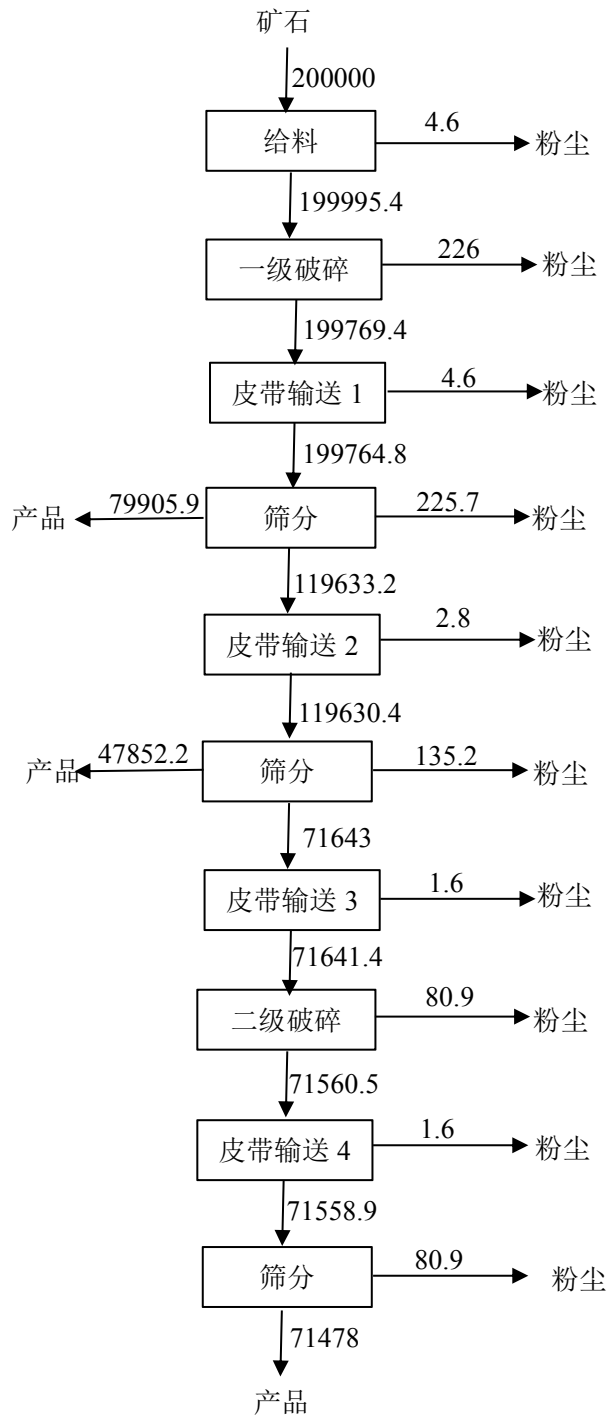 矿石
200000
给料
4.6
粉尘
199995.4
一级破碎
226
粉尘
199769.4
皮带输送 1
4.6
粉尘
199764.8
产品
79905.9
筛分
225.7
粉尘
119633.2
皮带输送 2
2.8
粉尘
119630.4
产品
47852.2
筛分
135.2
粉尘
71643
皮带输送 3
1.6
粉尘
71641.4
二级破碎
80.9
粉尘
71560.5
皮带输送 4
1.6
粉尘
71558.9
筛分
80.9
粉尘
71478
产品